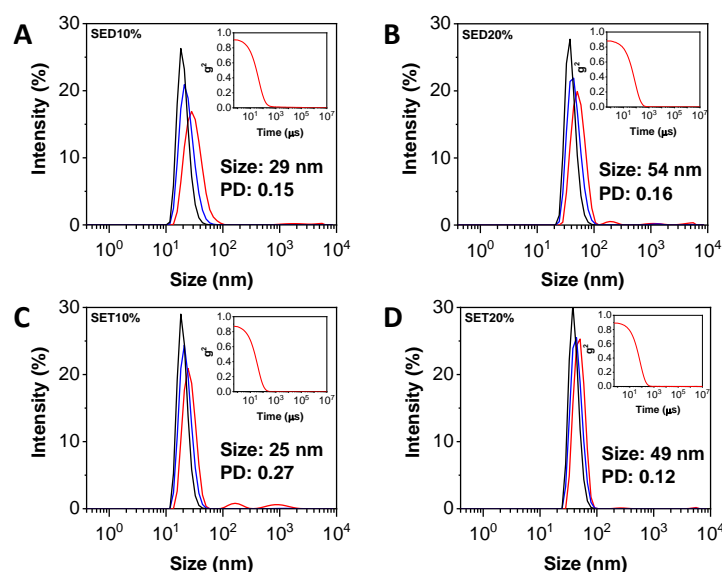 A
SED10%
Intensity (%)
30
20
10
0
10⁰ 10¹ 10² 10³ 10⁴
Size (nm)
Size: 29 nm
PD: 0.15
g²
1.0
0.8
0.6
0.4
0.2
0.0
10¹ 10³ 10⁵ 10⁷
Time (µs)
B
SED20%
Intensity (%)
30
20
10
0
10⁰ 10¹ 10² 10³ 10⁴
Size (nm)
Size: 54 nm
PD: 0.16
g²
1.0
0.8
0.6
0.4
0.2
0.0
10¹ 10³ 10⁵ 10⁷
Time (µs)
C
SET10%
Intensity (%)
30
20
10
0
10⁰ 10¹ 10² 10³ 10⁴
Size (nm)
Size: 25 nm
PD: 0.27
g²
1.0
0.8
0.6
0.4
0.2
0.0
10¹ 10³ 10⁵ 10⁷
Time (µs)
D
SET20%
Intensity (%)
30
20
10
0
10⁰ 10¹ 10² 10³ 10⁴
Size (nm)
Size: 49 nm
PD: 0.12
g²
1.0
0.8
0.6
0.4
0.2
0.0
10¹ 10³ 10⁵ 10⁷
Time (µs)